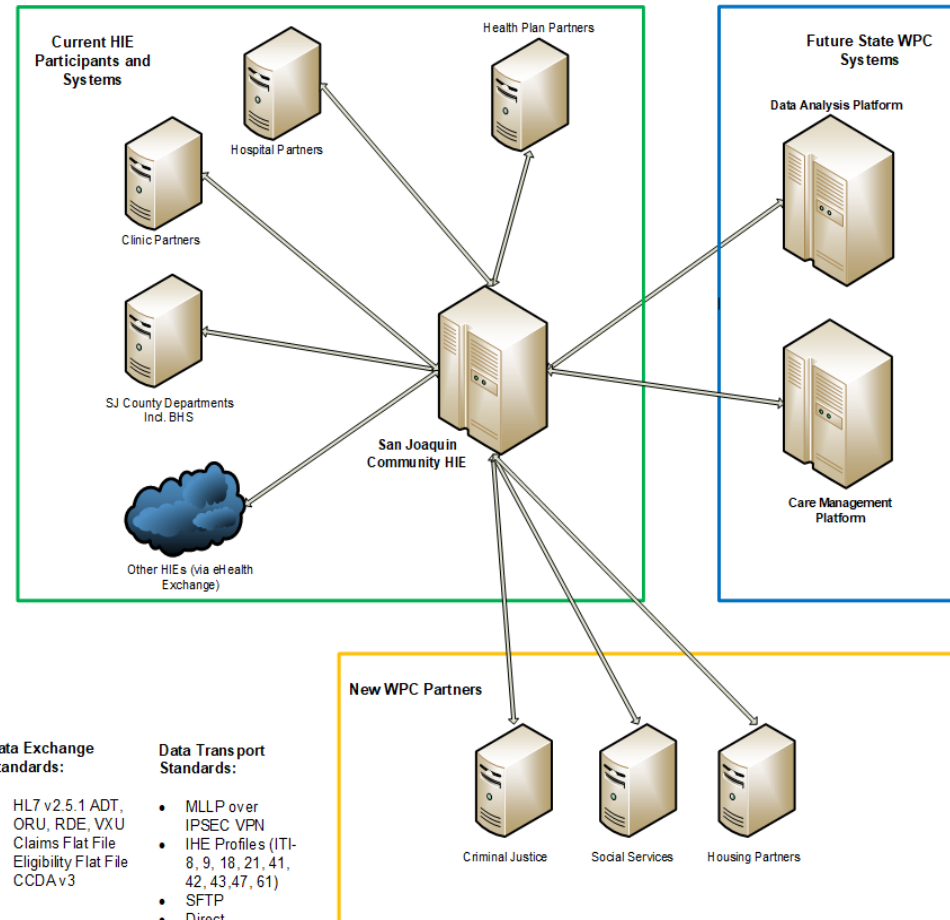 Current HIE
Participants and
Systems
Health Plan Partners
Hospital Partners
Clinic Partners
SJ County Departments
Incl. BHS
San Joaquin
Community HIE
Other HIEs (via eHealth
Exchange)
Future State WPC
Systems
Data Analysis Platform
Care Management
Platform
New WPC Partners
Criminal Justice
Social Services
Housing Partners
ata Exchange
tandards:
HL7 v2.5.1 ADT,
ORU, RDE, VXU
Claims Flat File
Eligibility Flat File
CCDA v3
Data Transport
Standards:
• MLLP over
IPSEC VPN
• IHE Profiles (ITI-
8, 9, 18, 21, 41,
42, 43,47, 61)
• SFTP
• Direct